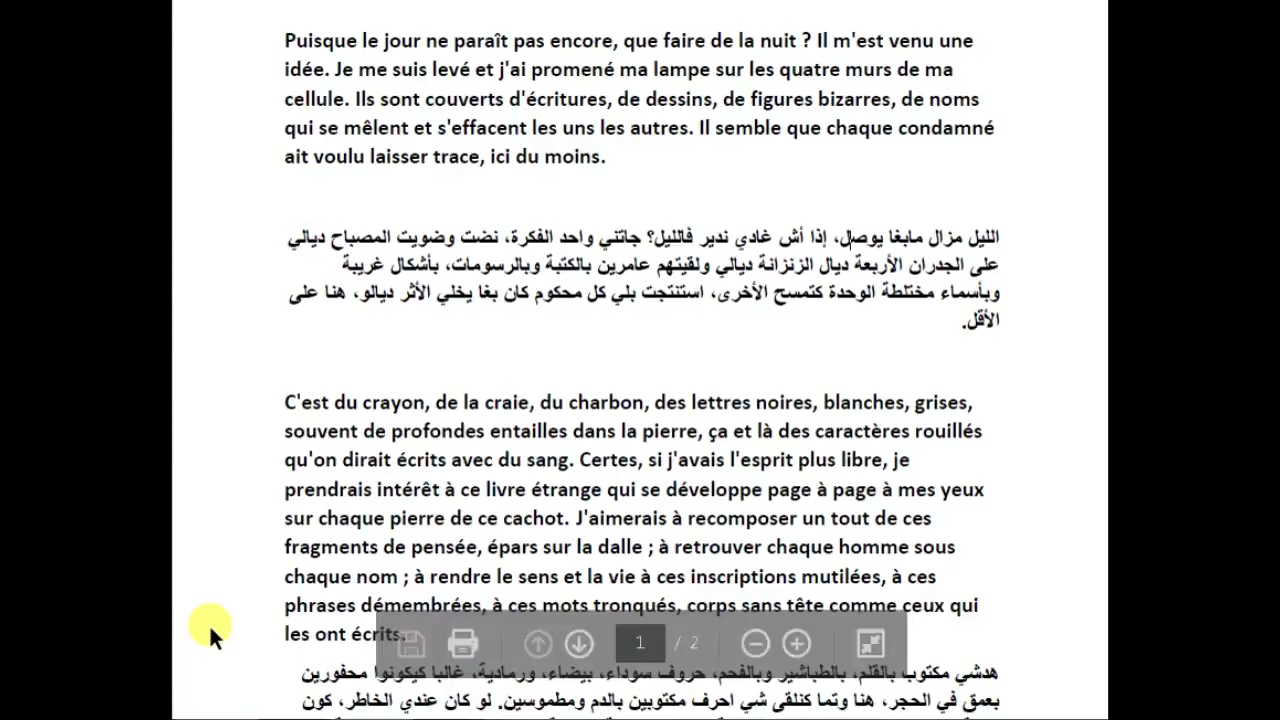 Puisque le jour ne paraît pas encore, que faire de la nuit ? Il m'est venu une
idée. Je me suis levé et j'ai promené ma lampe sur les quatre murs de ma
cellule. Ils sont couverts d'écritures, de dessins, de figures bizarres, de noms
qui se mêlent et s'effacent les uns les autres. Il semble que chaque condamné
ait voulu laisser trace, ici du moins.
الليل مزال مابغا يوصل، إذا أش غادي ندير فالليل؟ جاتني واحد الفكرة، نضت وضويت المصباح ديالي
على الجدران الأربعة ديال الزنزانة ديالي ولقيتهم عامرين بالكتبة وبالرسومات، بأشكال غريبة
وبأسماء مختلطة الوحدة كتمسح الأخرى، استنتجت بلي كل محكوم كان بغا يخلي الأثر ديالو، هنا على
الأقل.
C'est du crayon, de la craie, du charbon, des lettres noires, blanches, grises,
souvent de profondes entailles dans la pierre, ça et là des caractères rouillés
qu'on dirait écrits avec du sang. Certes, si j'avais l'esprit plus libre, je
prendrais intérêt à ce livre étrange qui se développe page à page à mes yeux
sur chaque pierre de ce cachot. J'aimerais à recomposer un tout de ces
fragments de pensée, épars sur la dalle ; à retrouver chaque homme sous
chaque nom ; à rendre le sens et la vie à ces inscriptions mutilées, à ces
phrases démembrées, à ces mots tronqués, corps sans tête comme ceux qui
les ont écrits.
1 / 2
هدشي مكتوب بالقلم، بالطباشير وبالفحم، حروف سوداء، بيضاء، ورمادية، غالبا كيكونوا محفورين
بعمق في الحجر، هنا وتما كنلقى شي احرف مكتوبين بالدم ومطموسين. لو كان عندي الخاطر، كون